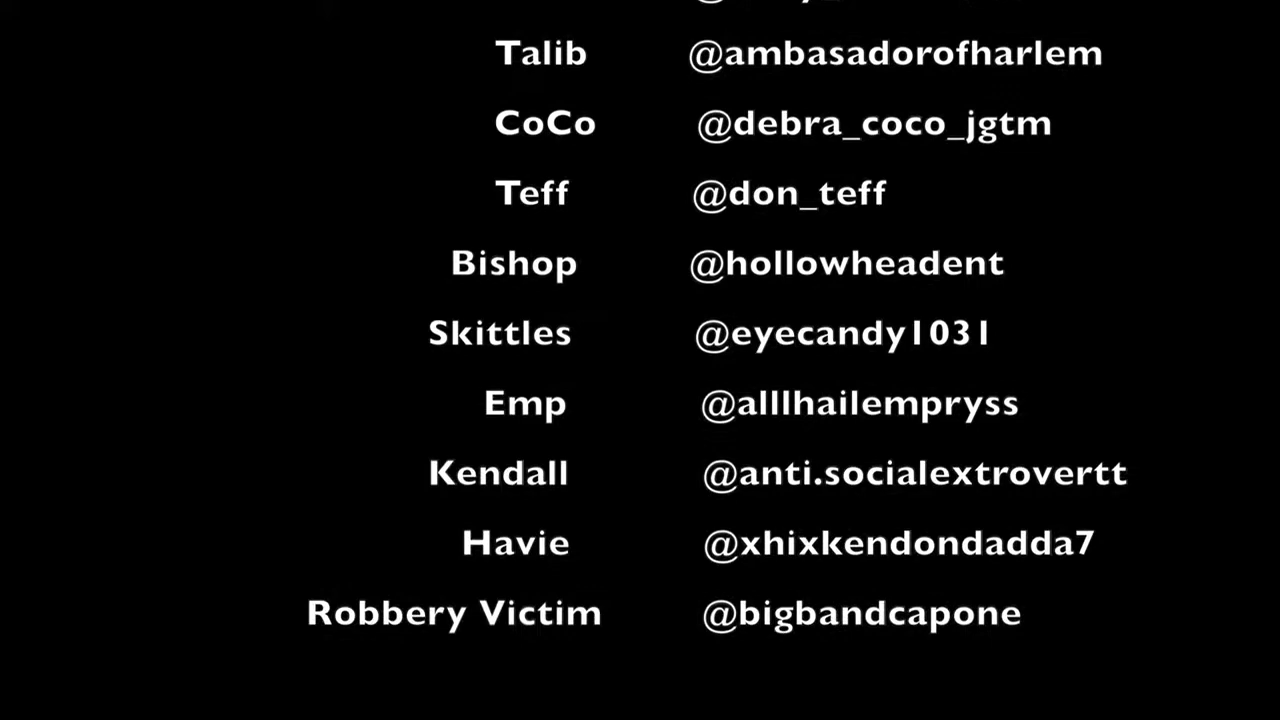 Talib @ambasadorofharlem
CoCo @debra_coco_jgtm
Teff @don_teff
Bishop @hollowheadent
Skittles @eyecandy1031
Emp @alllhailempryss
Kendall @anti.socialextrovertt
Havie @xhixkendondadda7
Robbery Victim @bigbandcapone